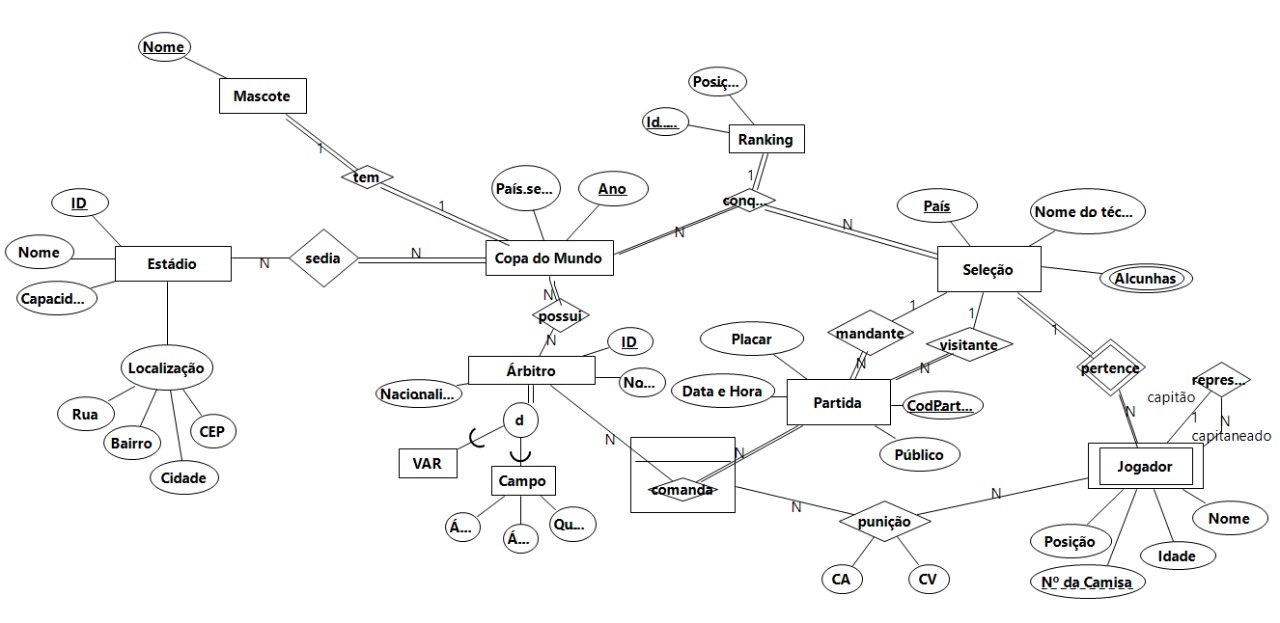 Nome
Mascote
1
tem
1
Posiç...
Id.....
Ranking
1
conq...
N
N
ID
Nome
Capacid...
Estádio
N
sedia
N
País.se...
Ano
Copa do Mundo
País
Nome do téc...
Seleção
Alcunhas
Localização
Rua
Bairro
Cidade
CEP
N
possui
N
Árbitro
ID
No...
Nacionali...
d
VAR
Campo
Á...
Á...
Qu...
N
1
mandante
N
1
visitante
N
Placar
Data e Hora
Partida
CodPart...
Público
N
comanda
1
pertence
N
repres...
capitão
1
N
capitaneado
Jogador
N
punição
N
CA
CV
Posição
Nº da Camisa
Idade
Nome